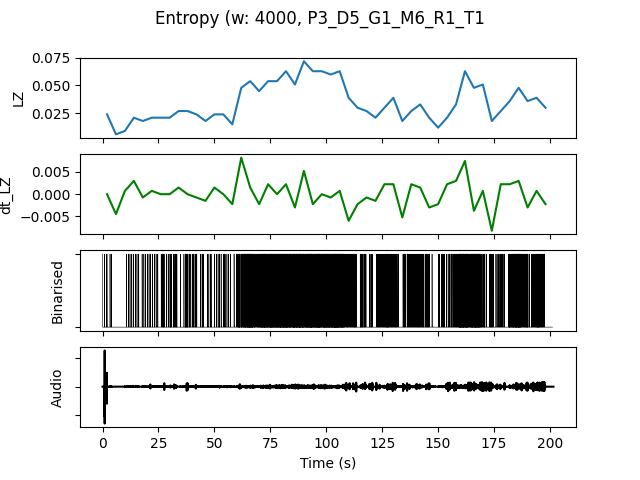 Entropy (w: 4000, P3_D5_G1_M6_R1_T1
LZ
0.075
0.050
0.025
dt_LZ
0.005
0.000
−0.005
Binarised
Audio
0 25 50 75 100 125 150 175 200
Time (s)